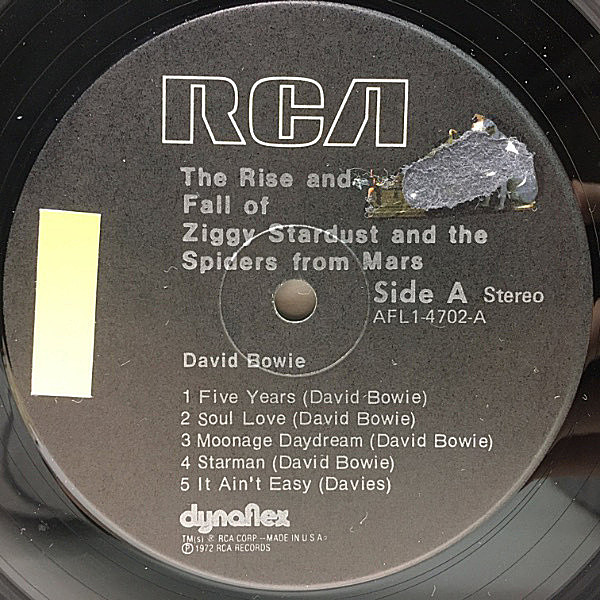 RCA
The Rise and
Fall of
Ziggy Stardust and the
Spiders from Mars
Side A Stereo
AFL1-4702-A
David Bowie
1 Five Years (David Bowie)
2 Soul Love (David Bowie)
3 Moonage Daydream (David Bowie)
4 Starman (David Bowie)
5 It Ain't Easy (Davies)
dynaflex
TM(s) ® RCA CORP—MADE IN U S A
Ⓟ 1972 RCA RECORDS